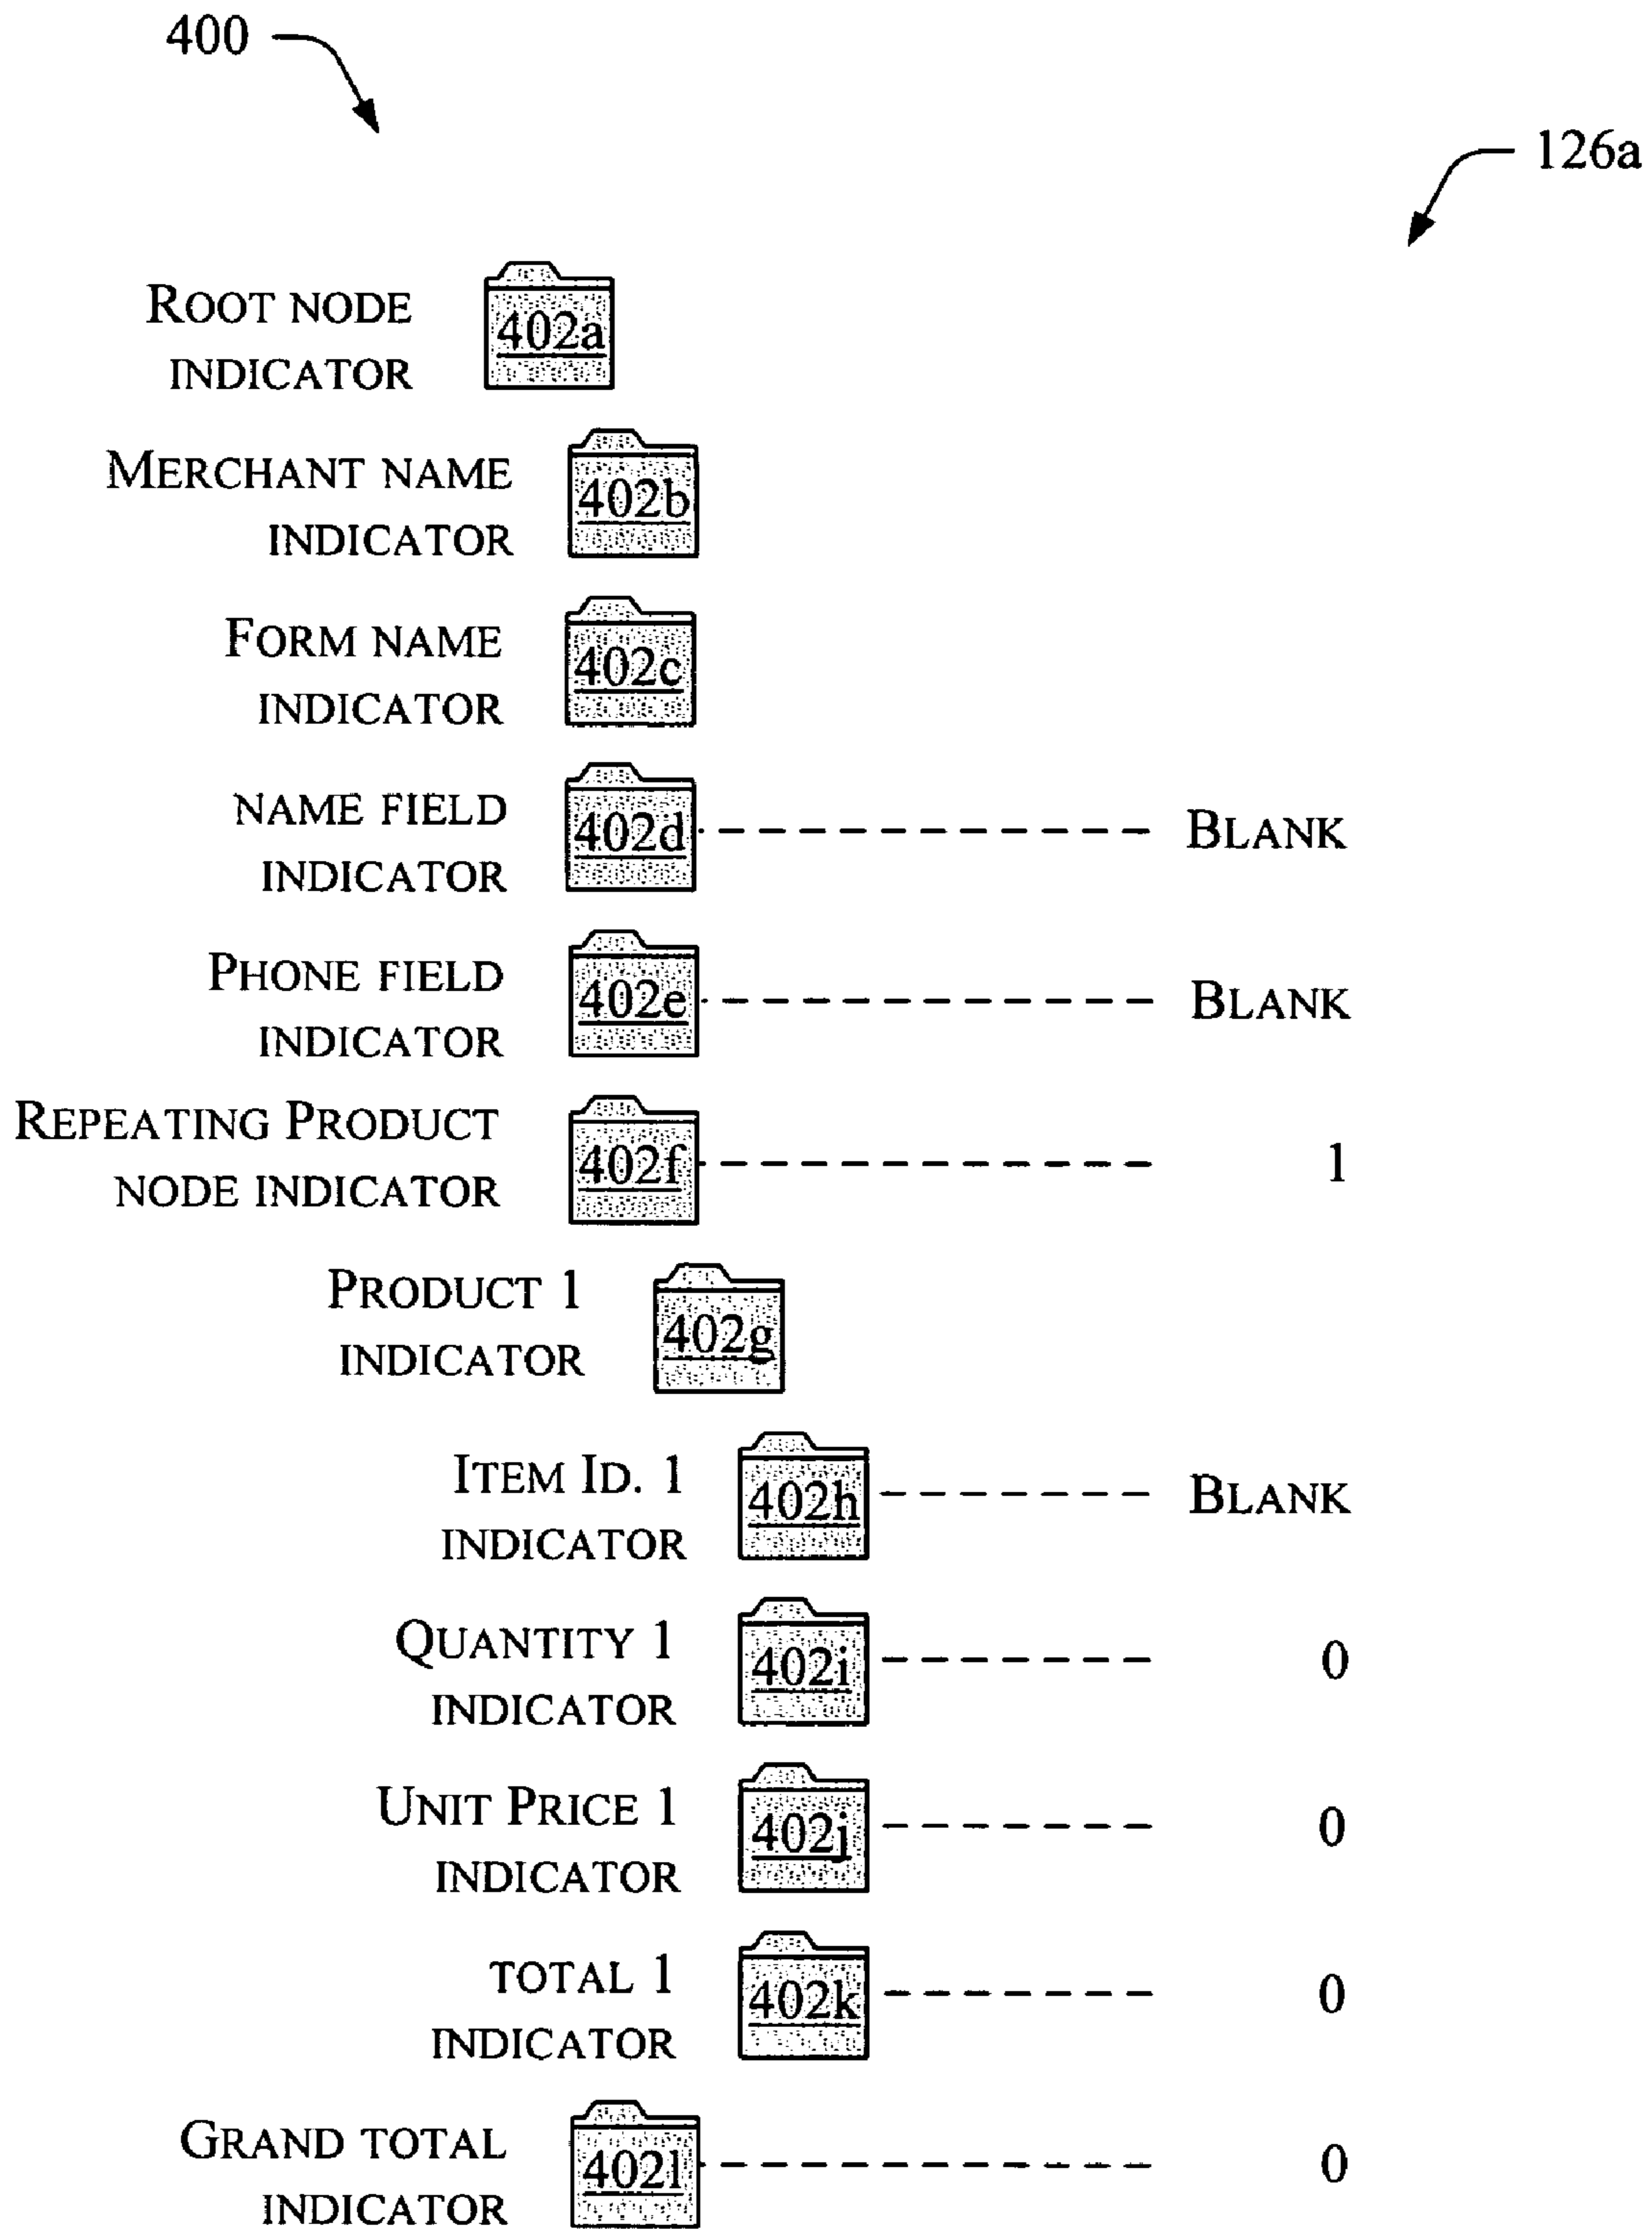 400
126a
ROOT NODE
INDICATOR
402a
MERCHANT NAME
INDICATOR
402b
FORM NAME
INDICATOR
402c
NAME FIELD
INDICATOR
402d
BLANK
PHONE FIELD
INDICATOR
402e
BLANK
REPEATING PRODUCT
NODE INDICATOR
402f
1
PRODUCT 1
INDICATOR
402g
ITEM ID. 1
INDICATOR
402h
BLANK
QUANTITY 1
INDICATOR
402i
0
UNIT PRICE 1
INDICATOR
402j
0
TOTAL 1
INDICATOR
402k
0
GRAND TOTAL
INDICATOR
402l
0